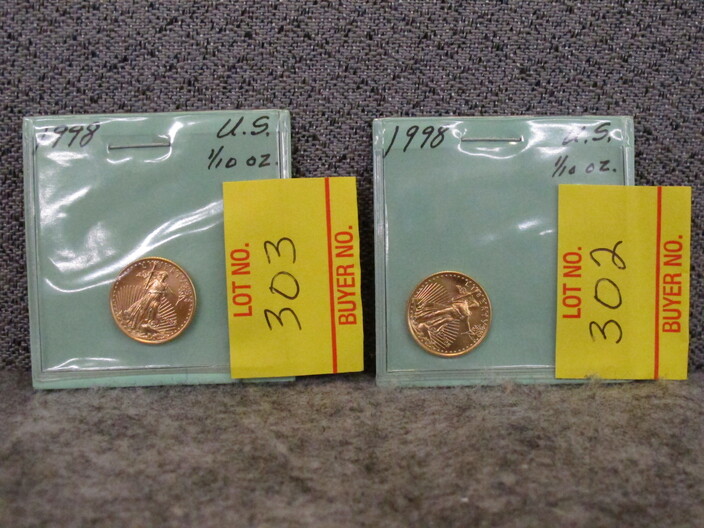 1998 U.S.
1/10 OZ.
LOT NO. 303
BUYER NO.
1998 U.S.
1/10 OZ.
LOT NO. 302
BUYER NO.